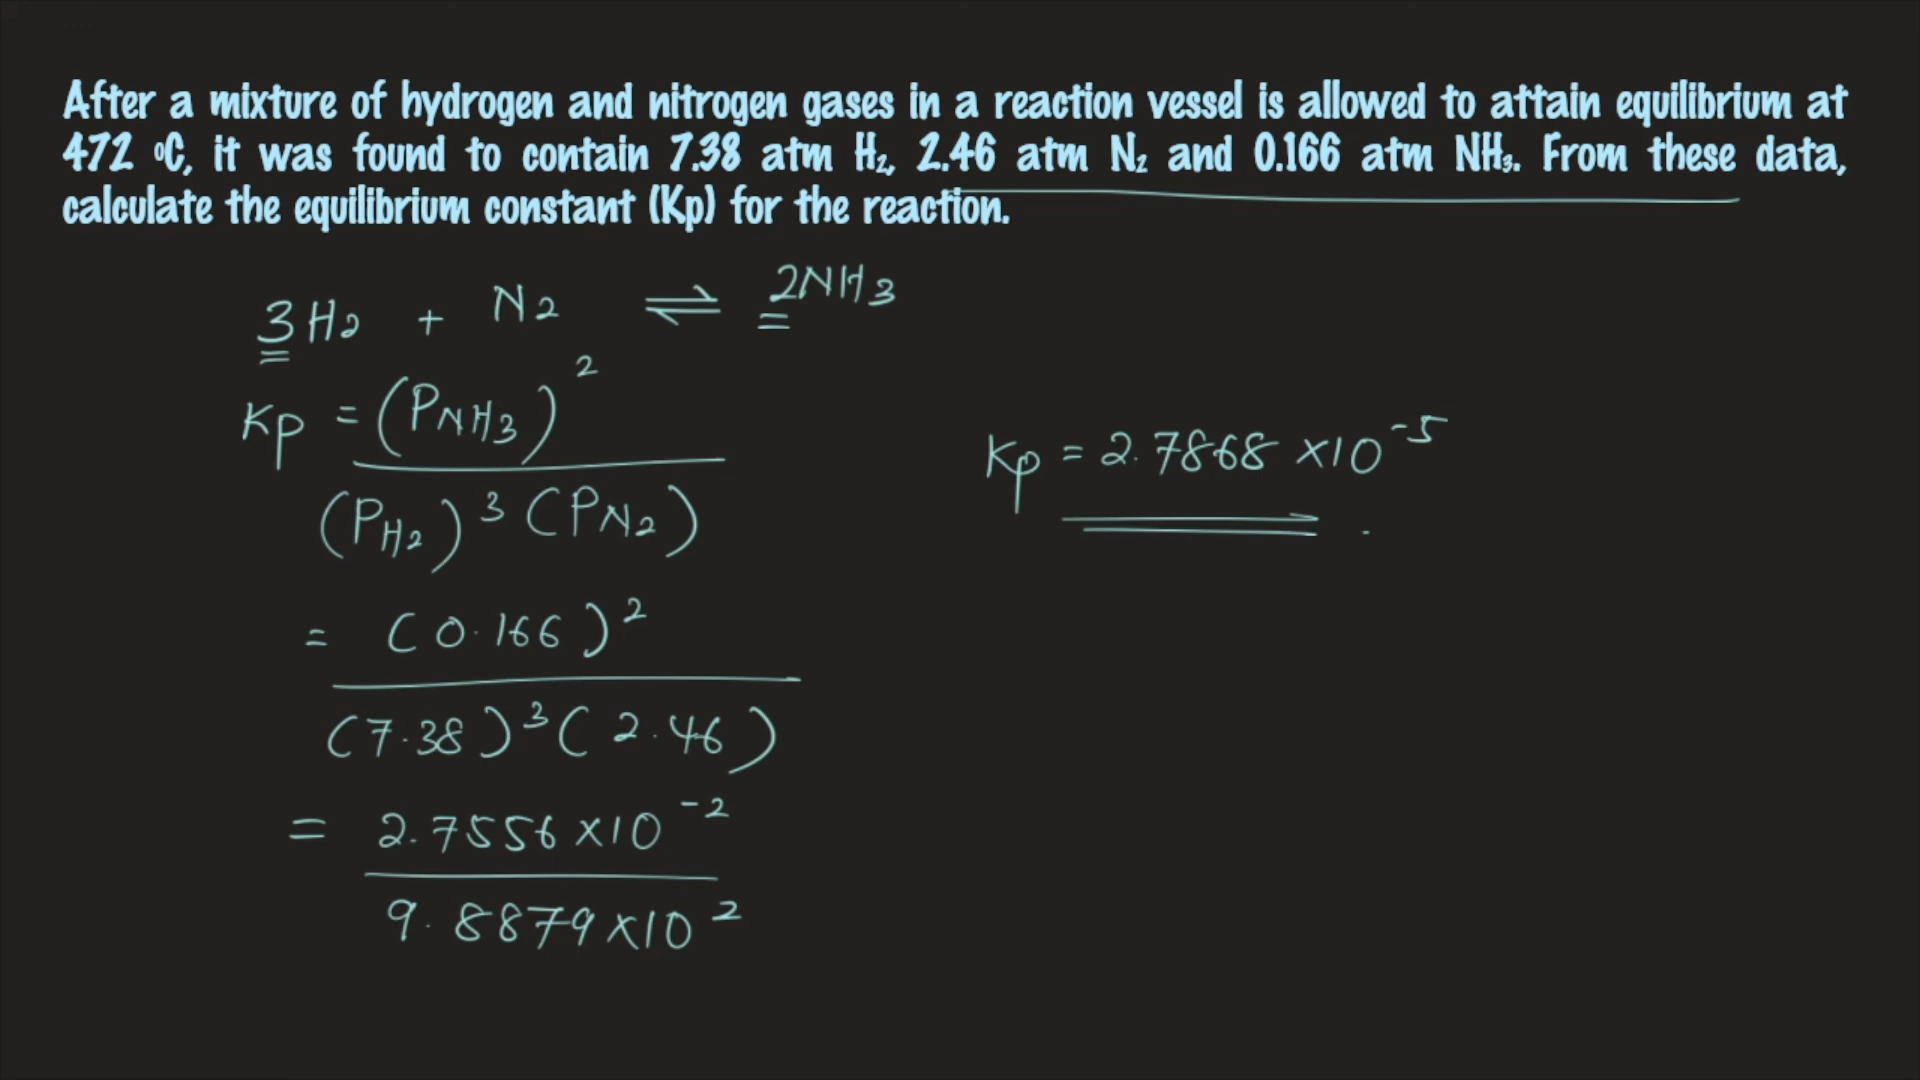 After a mixture of hydrogen and nitrogen gases in a reaction vessel is allowed to attain equilibrium at
472 ⁰C, it was found to contain 7.38 atm H₂, 2.46 atm N₂ and 0.166 atm NH₃. From these data,
calculate the equilibrium constant (Kp) for the reaction.
3H₂ + N₂ ⇌ 2NH₃
Kp = (PNH₃)²
(PH₂)³ (PN₂)
= (0.166)²
(7.38)³ (2.46)
= 2.7556 ×10⁻²
9.8879 ×10²
Kp = 2.7868 ×10⁻⁵